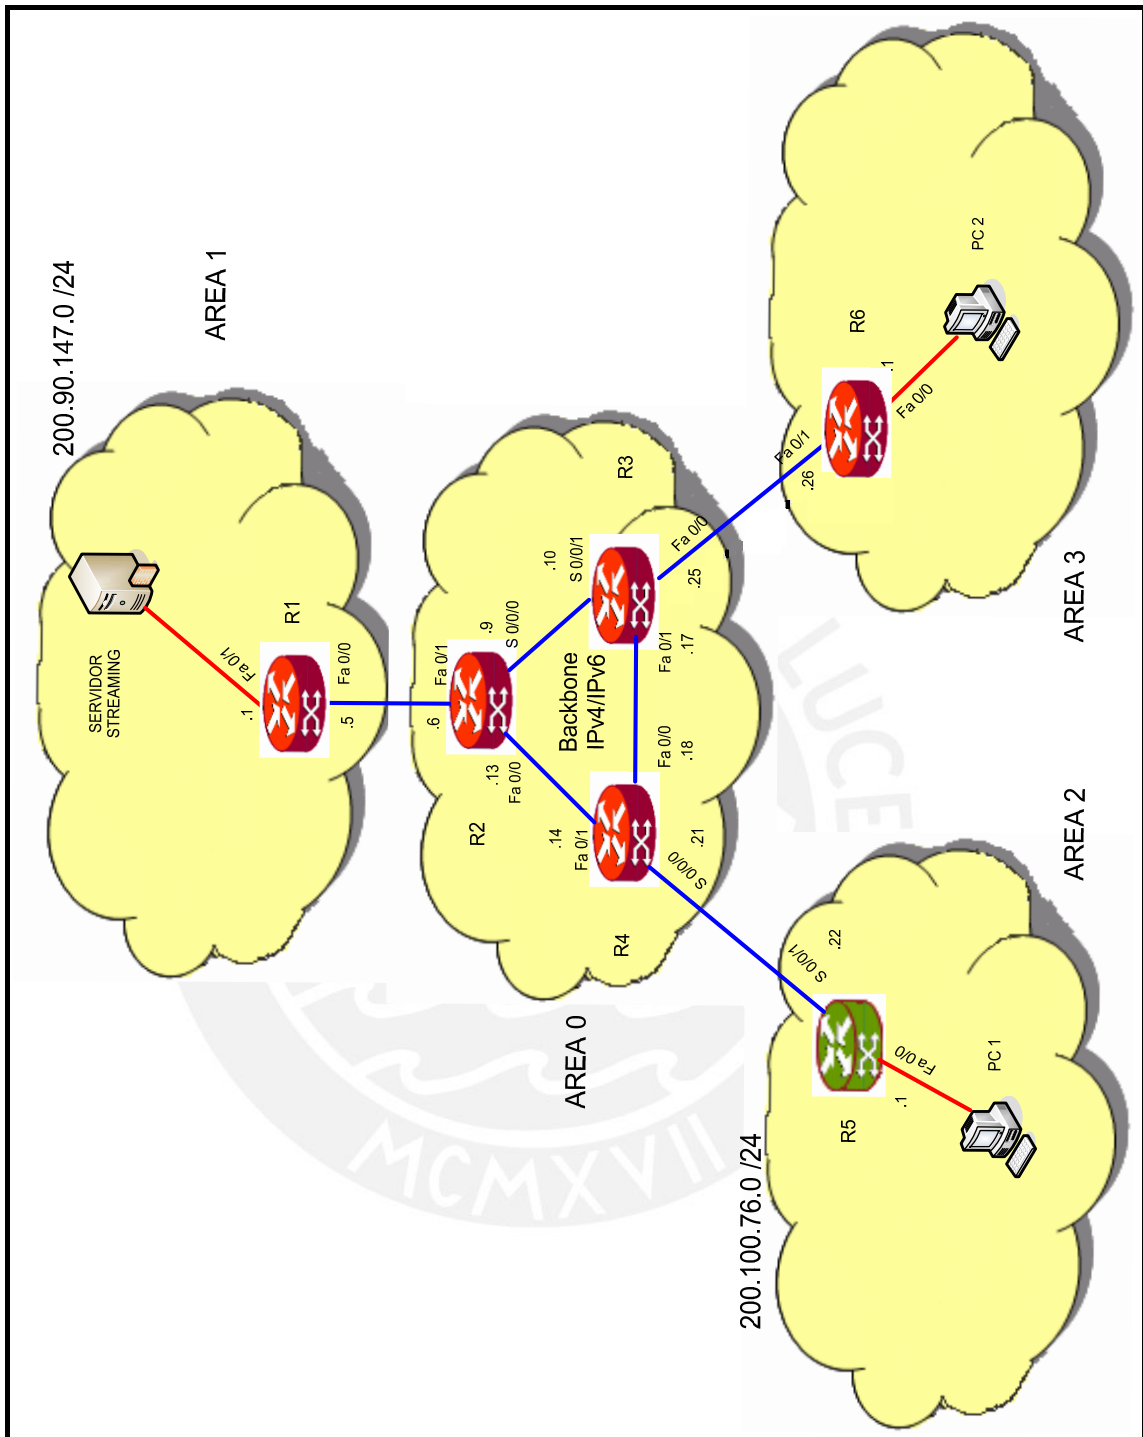 200.90.147.0 /24
AREA 1
SERVIDOR
STREAMING
R1
Fa 0/1
.1
Fa 0/0
.5
Fa 0/1
.6
.9
S 0/0/0
R2
.13
Fa 0/0
Backbone
IPv4/IPv6
R3
.10
S 0/0/1
Fa 0/0
.25
Fa 0/1
.17
Fa 0/0
.18
.14
Fa 0/1
R4
.21
S 0/0/0
AREA 0
Fa 0/1
.26
R6
.1
Fa 0/0
PC 2
AREA 3
S 0/0/1
.22
R5
Fa 0/0
.1
PC 1
AREA 2
200.100.76.0 /24
LUCE
MCMXVII